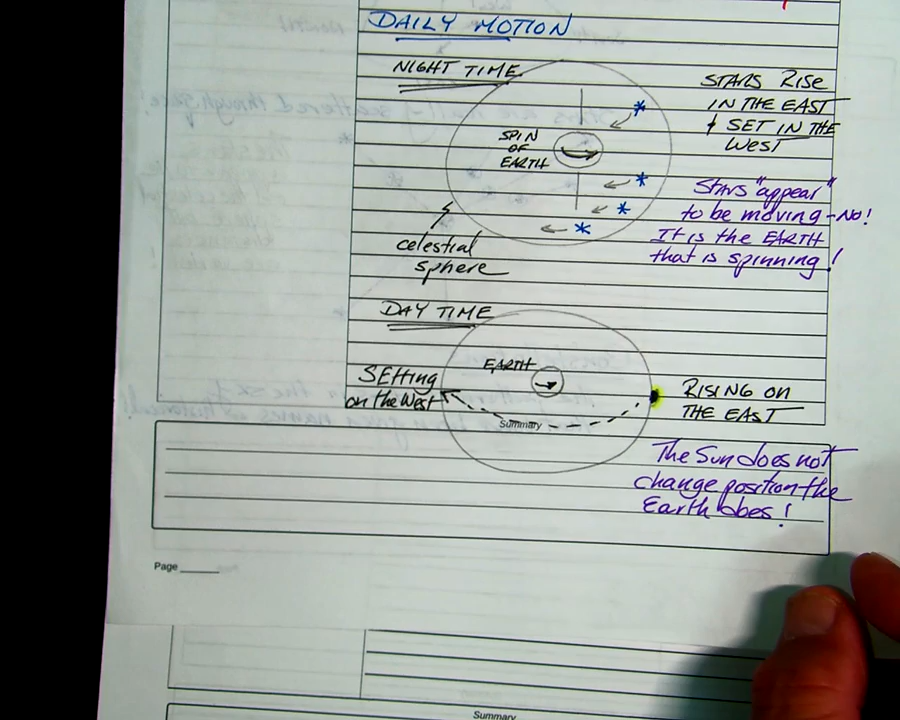 DAILY MOTION
NIGHT TIME
SPIN
OF
EARTH
STARS RISE
IN THE EAST
& SET IN THE
WEST
Stars "appear"
to be moving - No!
It is the EARTH
that is spinning!
celestial
sphere
DAY TIME
EARTH
SETting
on the West
RISING ON
THE EAST
Summary
The Sun does not
change position the
Earth does!
Page ______
Summary